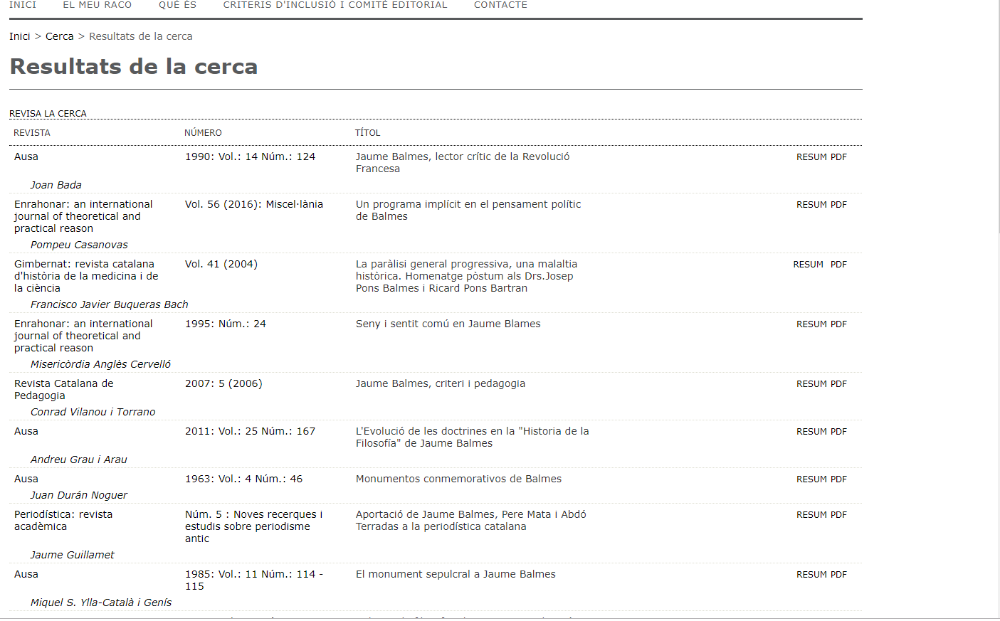 INICI EL MEU RACO QUÈ ÉS CRITERIS D'INCLUSIÓ I COMITÈ EDITORIAL CONTACTE
Inici > Cerca > Resultats de la cerca
Resultats de la cerca
REVISA LA CERCA
REVISTA NÚMERO TÍTOL
Ausa 1990: Vol.: 14 Núm.: 124 Jaume Balmes, lector crític de la Revolució RESUM PDF
Francesa
Joan Bada
Enrahonar: an international Vol. 56 (2016): Miscel·lània Un programa implícit en el pensament polític RESUM PDF
journal of theoretical and de Balmes
practical reason
Pompeu Casanovas
Gimbernat: revista catalana Vol. 41 (2004) La paràlisi general progressiva, una malaltia RESUM PDF
d'història de la medicina i de històrica. Homenatge pòstum als Drs.Josep
la ciència Pons Balmes i Ricard Pons Bartran
Francisco Javier Buqueras Bach
Enrahonar: an international 1995: Núm.: 24 Seny i sentit comú en Jaume Blames RESUM PDF
journal of theoretical and
practical reason
Misericòrdia Anglès Cervelló
Revista Catalana de 2007: 5 (2006) Jaume Balmes, criteri i pedagogia RESUM PDF
Pedagogia
Conrad Vilanou i Torrano
Ausa 2011: Vol.: 25 Núm.: 167 L'Evolució de les doctrines en la "Historia de la RESUM PDF
Filosofía" de Jaume Balmes
Andreu Grau i Arau
Ausa 1963: Vol.: 4 Núm.: 46 Monumentos conmemorativos de Balmes RESUM PDF
Juan Durán Noguer
Periodística: revista Núm. 5 : Noves recerques i Aportació de Jaume Balmes, Pere Mata i Abdó RESUM PDF
acadèmica estudis sobre periodisme Terradas a la periodística catalana
antic
Jaume Guillamet
Ausa 1985: Vol.: 11 Núm.: 114 - El monument sepulcral a Jaume Balmes RESUM PDF
115
Miquel S. Ylla-Català i Genís